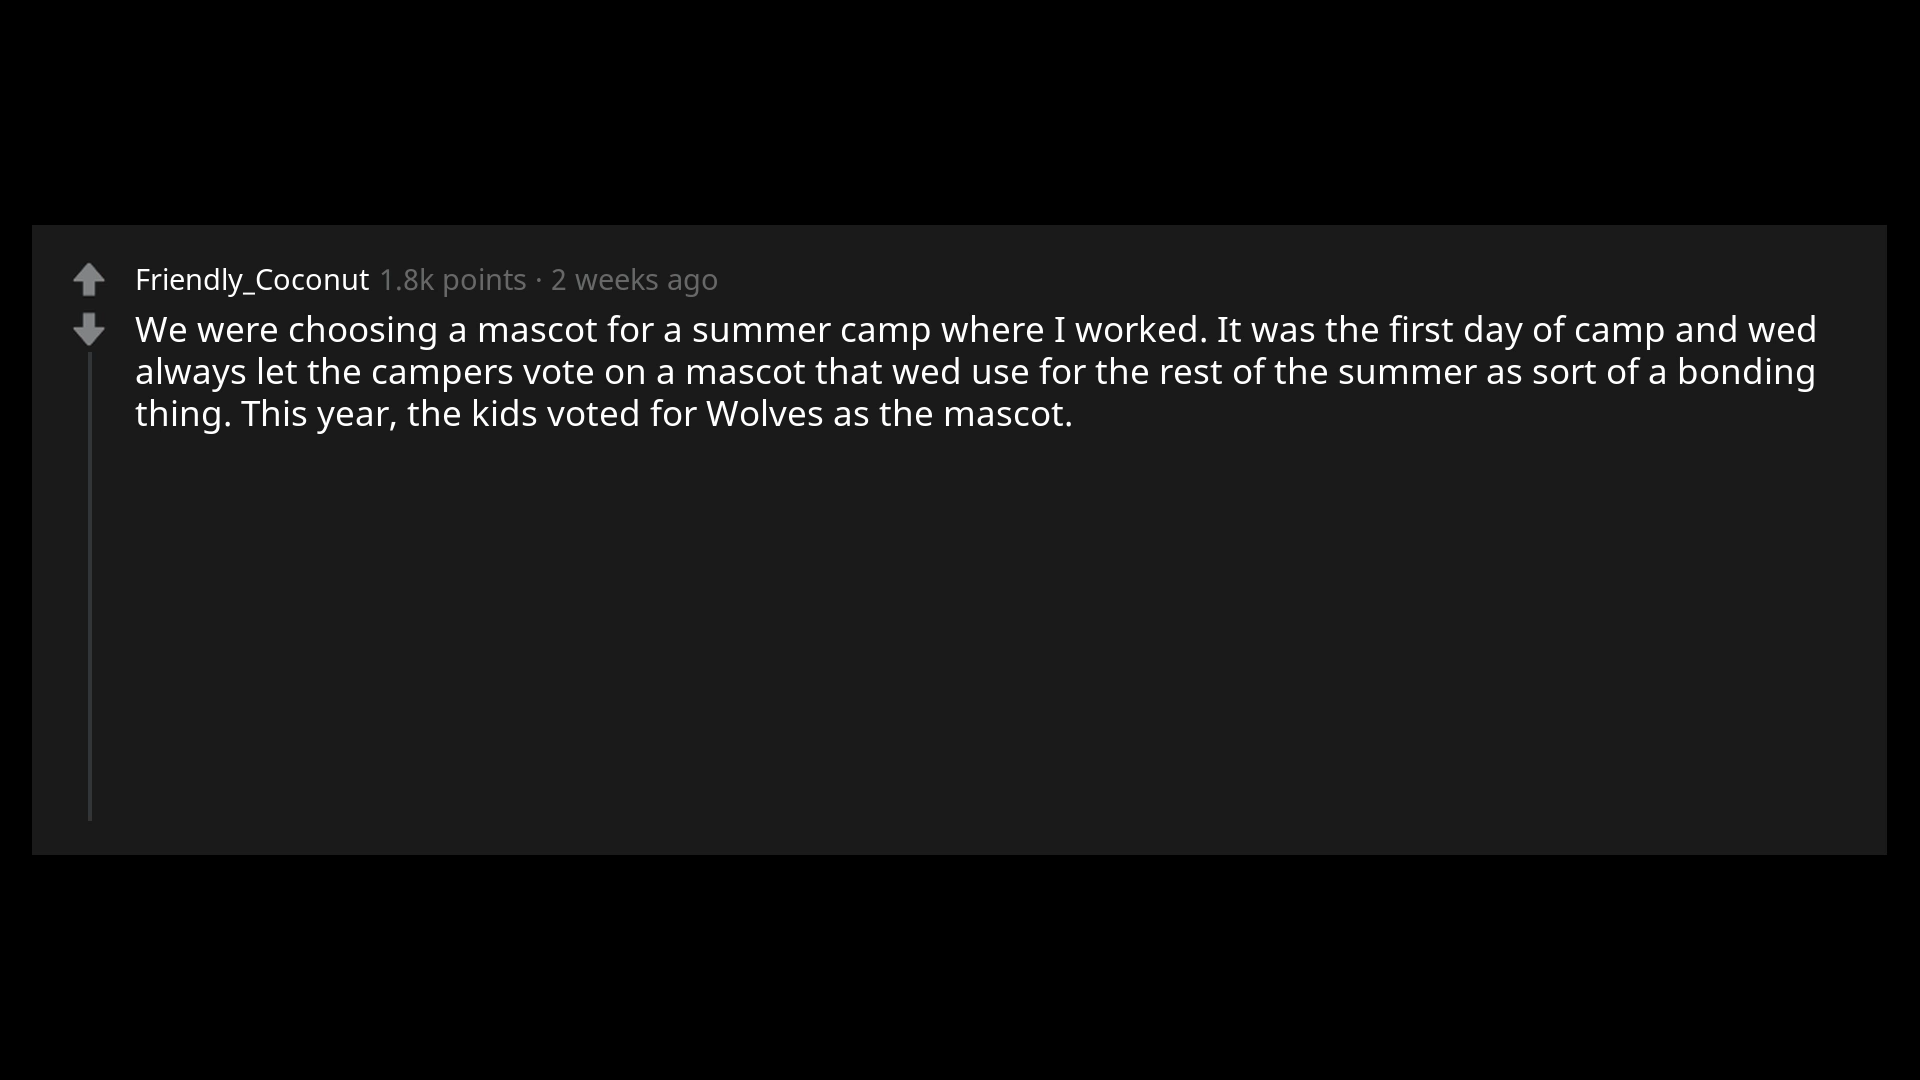 Friendly_Coconut 1.8k points · 2 weeks ago
We were choosing a mascot for a summer camp where I worked. It was the first day of camp and wed
always let the campers vote on a mascot that wed use for the rest of the summer as sort of a bonding
thing. This year, the kids voted for Wolves as the mascot.